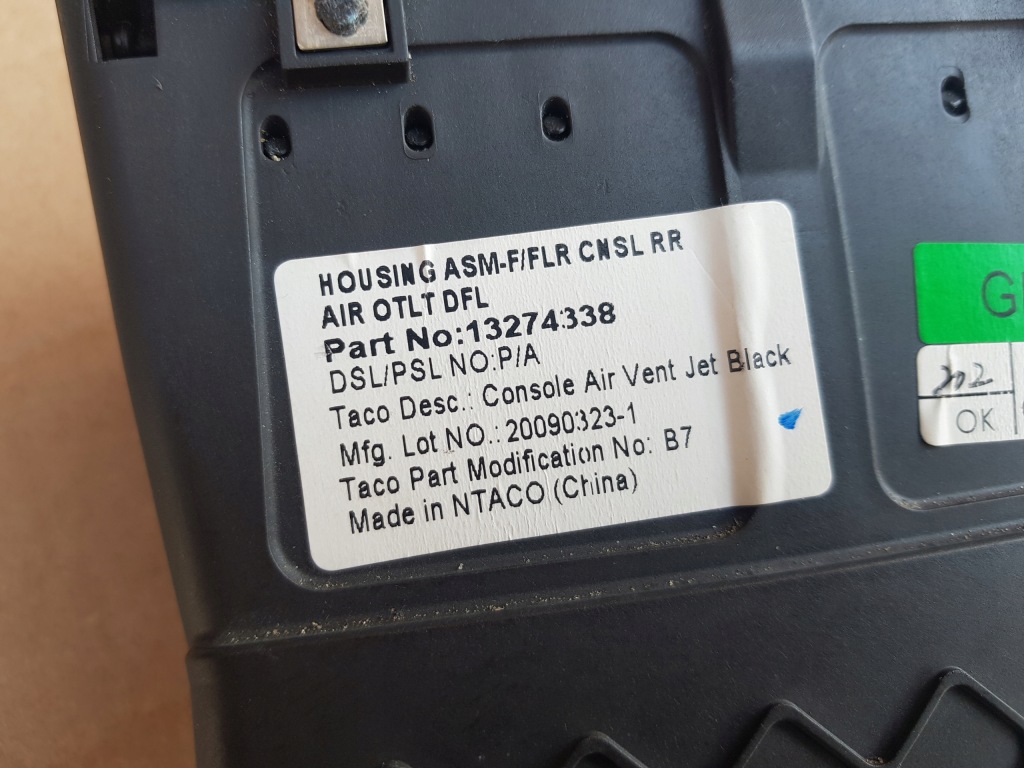 HOUSING ASM-F/FLR CNSL RR
AIR OTLT DFL
Part No:13274338
DSL/PSL NO:P/A
Taco Desc.: Console Air Vent Jet Black
Mfg. Lot NO.: 20090323-1
Taco Part Modification No: B7
Made in NTACO (China)
G
202
OK